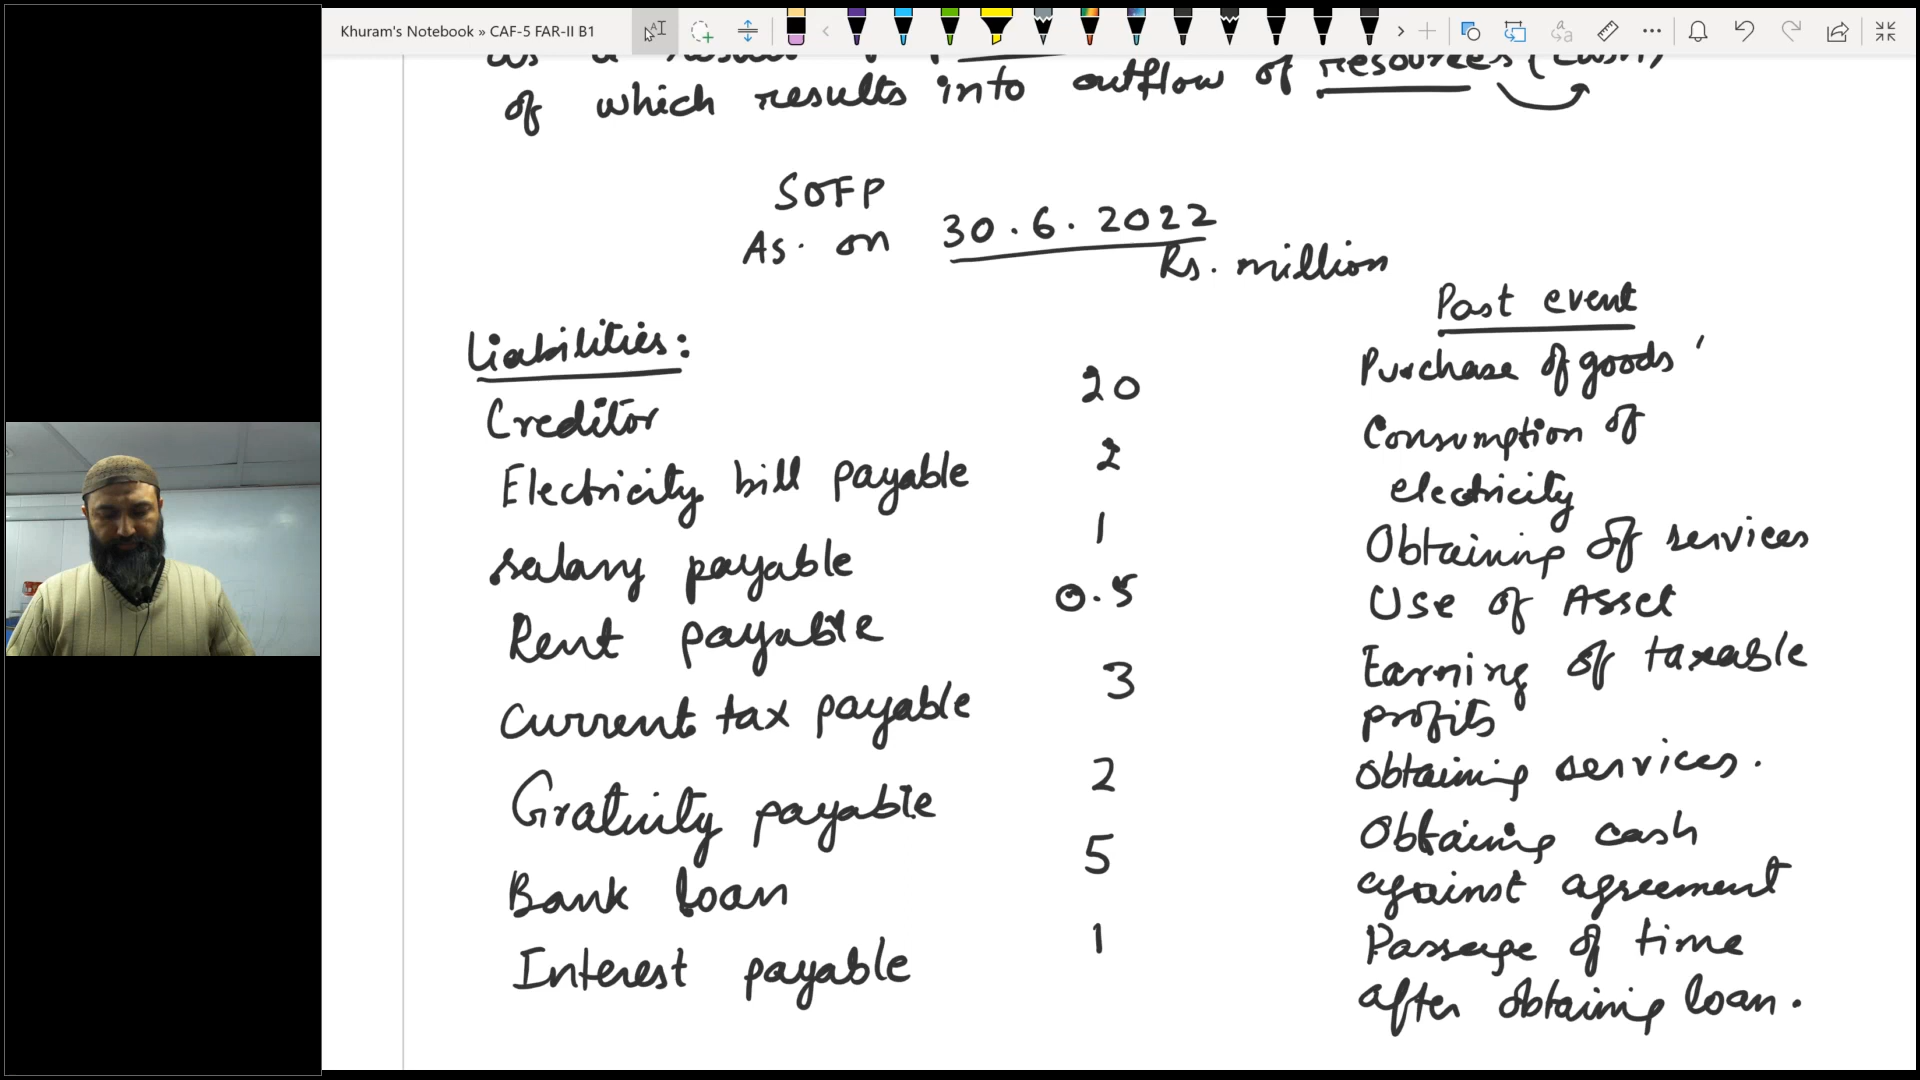 Khuram's Notebook » CAF-5 FAR-II B1
as a
of which results into outflow of resources (cash)
SOFP
As. on 30.6.2022
Rs. million
Past event
Liabilities:
Creditor 20 Purchase of goods
Electricity bill payable 2 Consumption of
electricity
salary payable 1 Obtaining of services
Rent payable 0.5 Use of Asset
Current tax payable 3 Earning of taxable
profits
Gratuity payable 2 obtaining services.
Bank loan 5 Obtaining cash
against agreement
Interest payable 1 Passage of time
after obtaining loan.